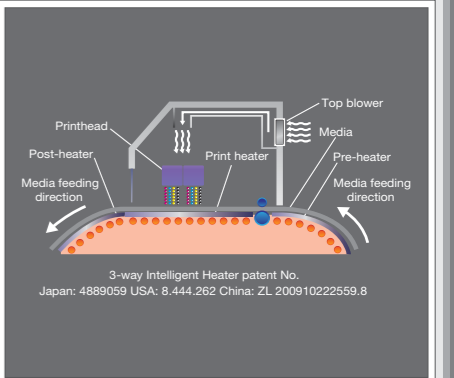 Top blower
Printhead
Media
Post-heater
Print heater
Pre-heater
Media feeding
direction
Media feeding
direction
3-way Intelligent Heater patent No.
Japan: 4889059 USA: 8.444.262 China: ZL 200910222559.8